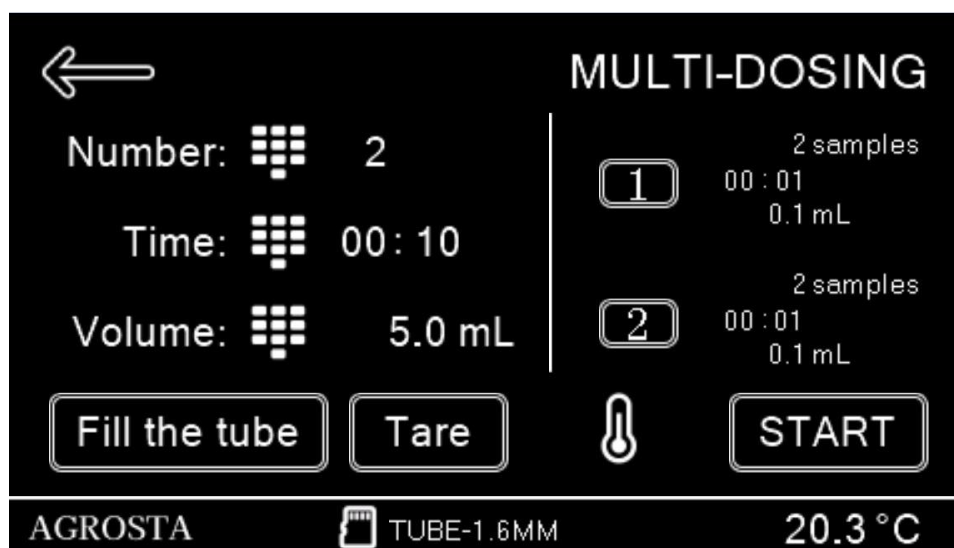 MULTI-DOSING
Number: 2
Time: 00:10
Volume: 5.0 mL
1
2 samples
00:01
0.1 mL
2
2 samples
00:01
0.1 mL
Fill the tube
Tare
START
AGROSTA
TUBE-1.6MM
20.3 °C